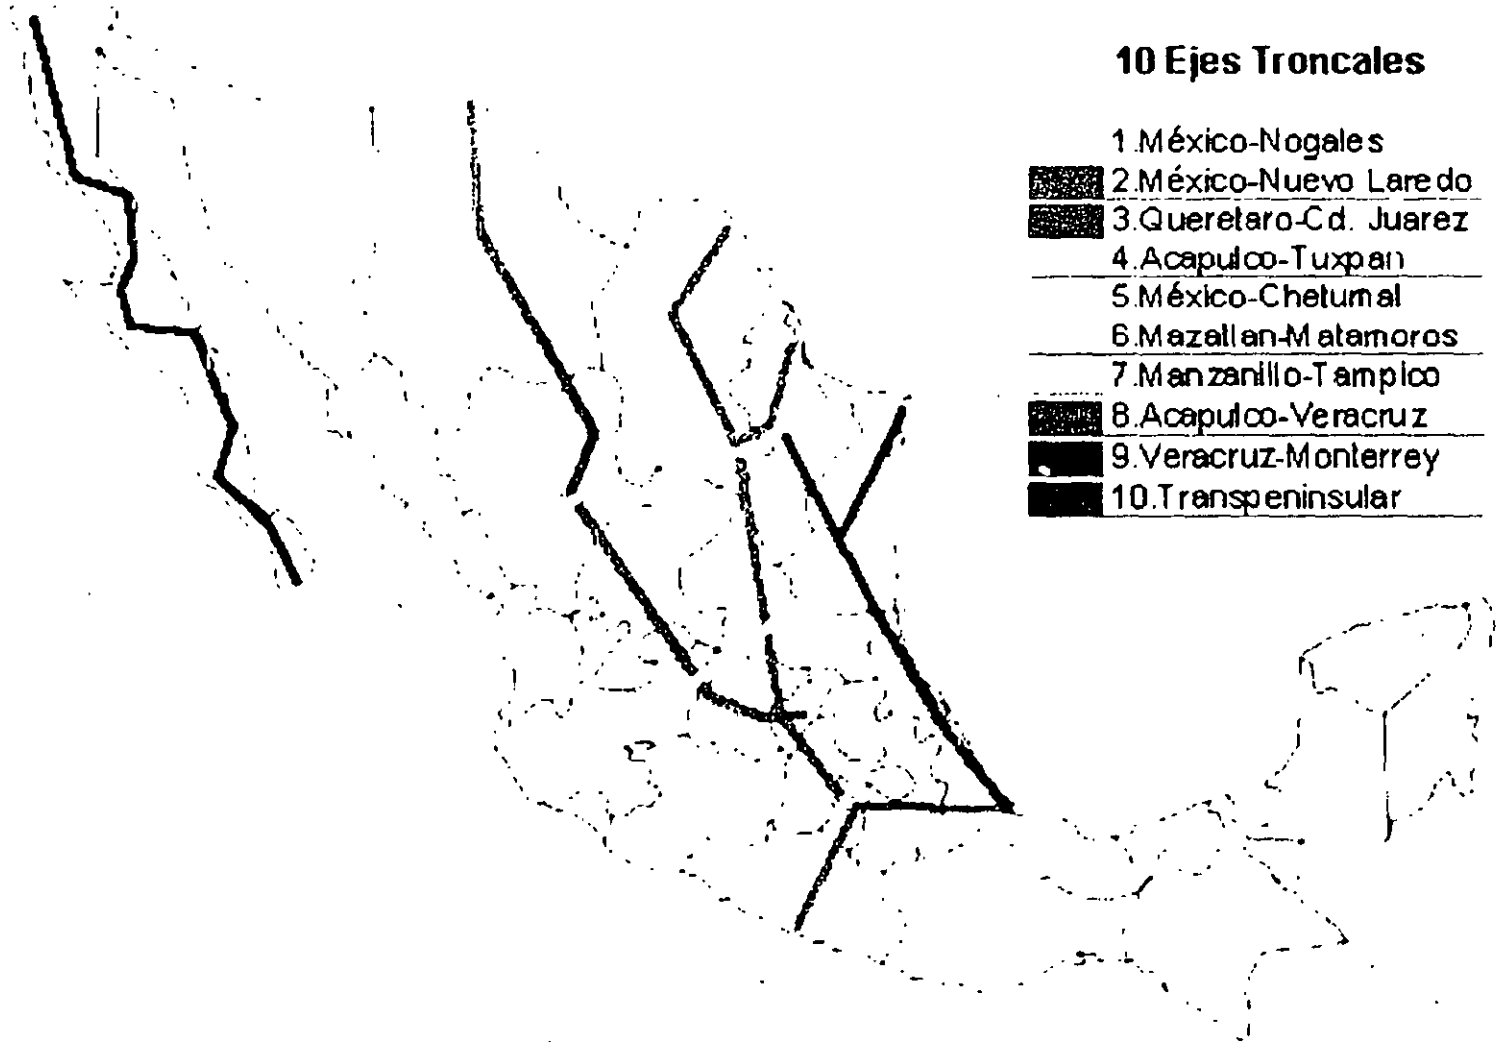 10 Ejes Troncales
1.México-Nogales
2.México-Nuevo Laredo
3.Queretaro-Cd. Juarez
4.Acapulco-Tuxpan
5.México-Chetumal
6.Mazatlan-Matamoros
7.Manzanillo-Tampico
8.Acapulco-Veracruz
9.Veracruz-Monterrey
10.Transpeninsular